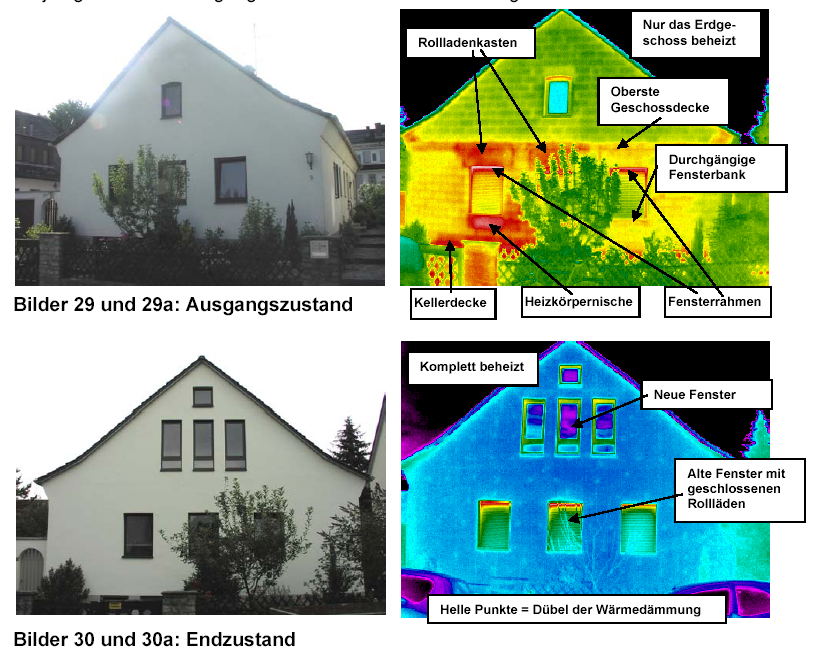 Nur das Erdge-
schoss beheizt
Rollladenkasten
Oberste
Geschossdecke
Durchgängige
Fensterbank
Kellerdecke
Heizkörpernische
Fensterrahmen
Bilder 29 und 29a: Ausgangszustand
Komplett beheizt
Neue Fenster
Alte Fenster mit
geschlossenen
Rollläden
Helle Punkte = Dübel der Wärmedämmung
Bilder 30 und 30a: Endzustand